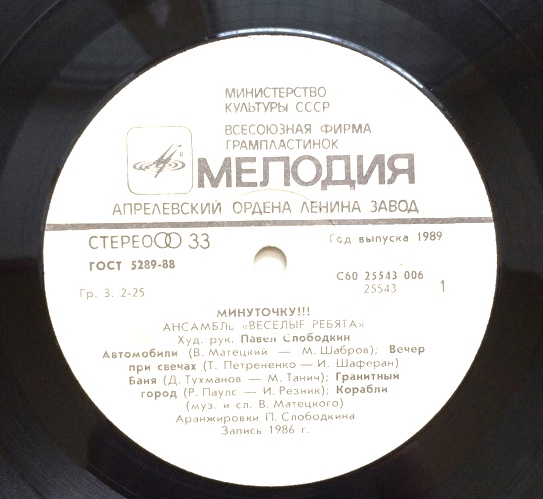 МИНИСТЕРСТВО
КУЛЬТУРЫ СССР
ВСЕСОЮЗНАЯ ФИРМА
ГРАМПЛАСТИНОК
МЕЛОДИЯ
АПРЕЛЕВСКИЙ ОРДЕНА ЛЕНИНА ЗАВОД
СТЕРЕО 33 Год выпуска 1989
ГОСТ 5289-88 С60 25543 006
Гр. 3. 2-25 25543 1
МИНУТОЧКУ!!!
АНСАМБЛЬ «ВЕСЕЛЫЕ РЕБЯТА»
Худ. рук. Павел Слободкин
Автомобили (В. Матецкий — М. Шабров); Вечер
при свечах (Т. Петрененко — И. Шаферан)
Баня (Д. Тухманов — М. Танич); Гранитный
город (Р. Паулс — И. Резник); Корабли
(муз. и сл. В. Матецкого)
Аранжировки П. Слободкина
Запись 1986 г.